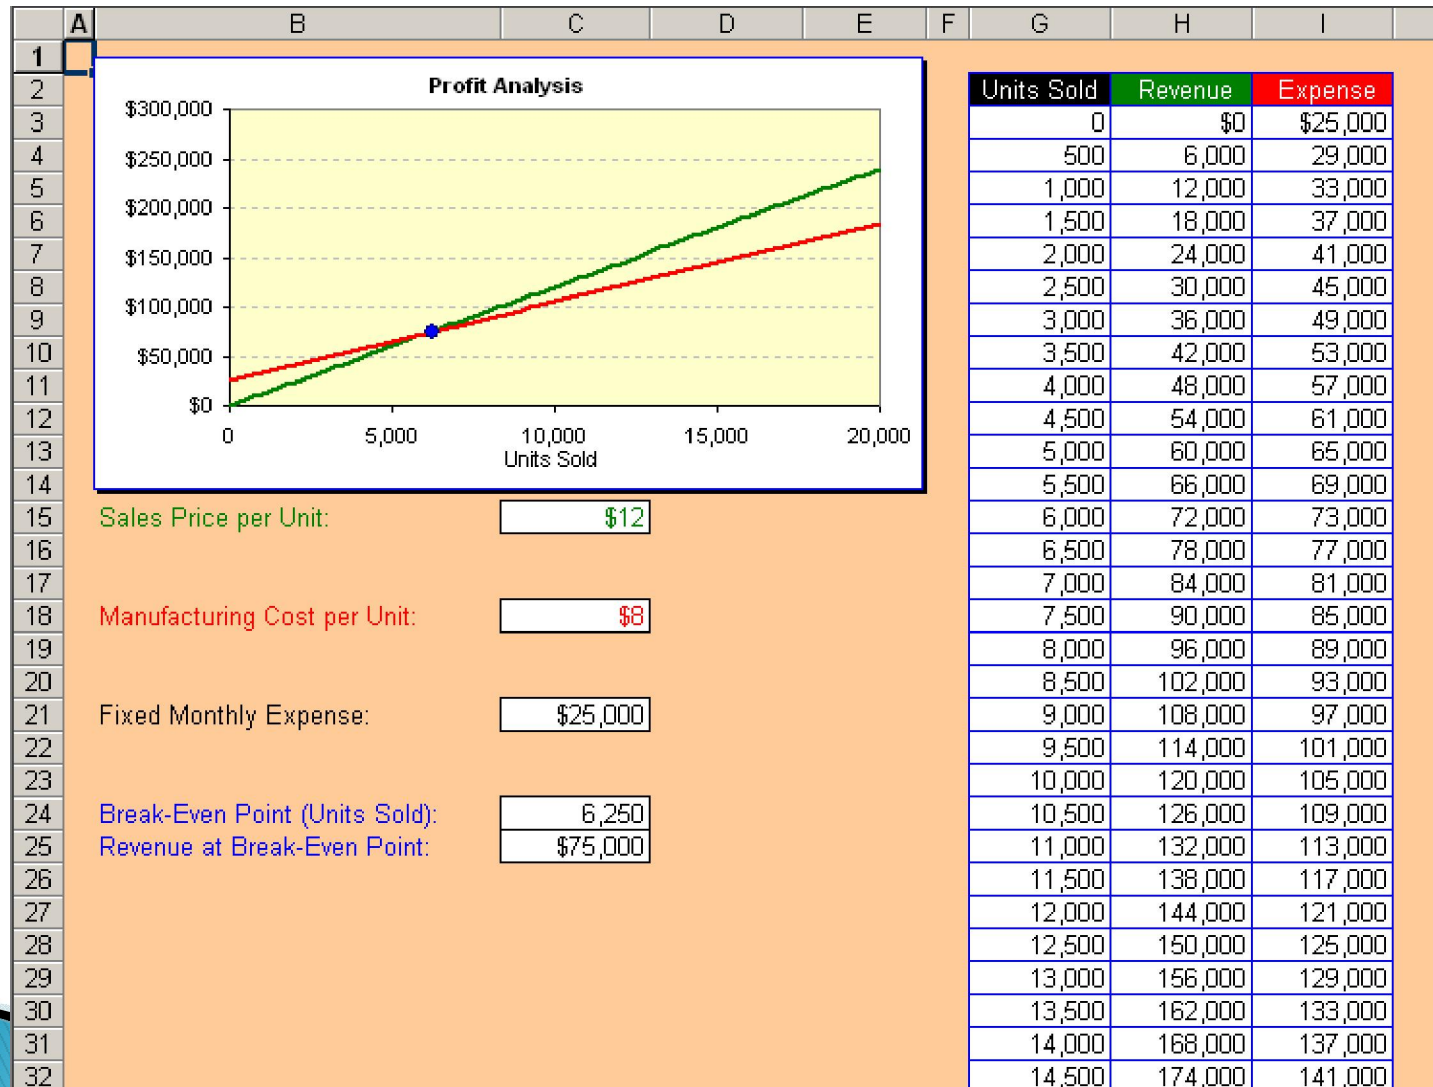 A B C D E F G H I
1
Profit Analysis
2 Units Sold Revenue Expense
$300,000
3 0 $0 $25,000
4 $250,000 500 6,000 29,000
5 1,000 12,000 33,000
6 $200,000 1,500 18,000 37,000
7 $150,000 2,000 24,000 41,000
8 2,500 30,000 45,000
9 $100,000 3,000 36,000 49,000
10 $50,000 3,500 42,000 53,000
11 4,000 48,000 57,000
12 $0 4,500 54,000 61,000
0 5,000 10,000 15,000 20,000
13 Units Sold 5,000 60,000 65,000
14 5,500 66,000 69,000
15 Sales Price per Unit: $12 6,000 72,000 73,000
16 6,500 78,000 77,000
17 7,000 84,000 81,000
18 Manufacturing Cost per Unit: $8 7,500 90,000 85,000
19 8,000 96,000 89,000
20 8,500 102,000 93,000
21 Fixed Monthly Expense: $25,000 9,000 108,000 97,000
22 9,500 114,000 101,000
23 10,000 120,000 105,000
24 Break-Even Point (Units Sold): 6,250 10,500 126,000 109,000
25 Revenue at Break-Even Point: $75,000 11,000 132,000 113,000
26 11,500 138,000 117,000
27 12,000 144,000 121,000
28 12,500 150,000 125,000
29 13,000 156,000 129,000
30 13,500 162,000 133,000
31 14,000 168,000 137,000
32 14,500 174,000 141,000